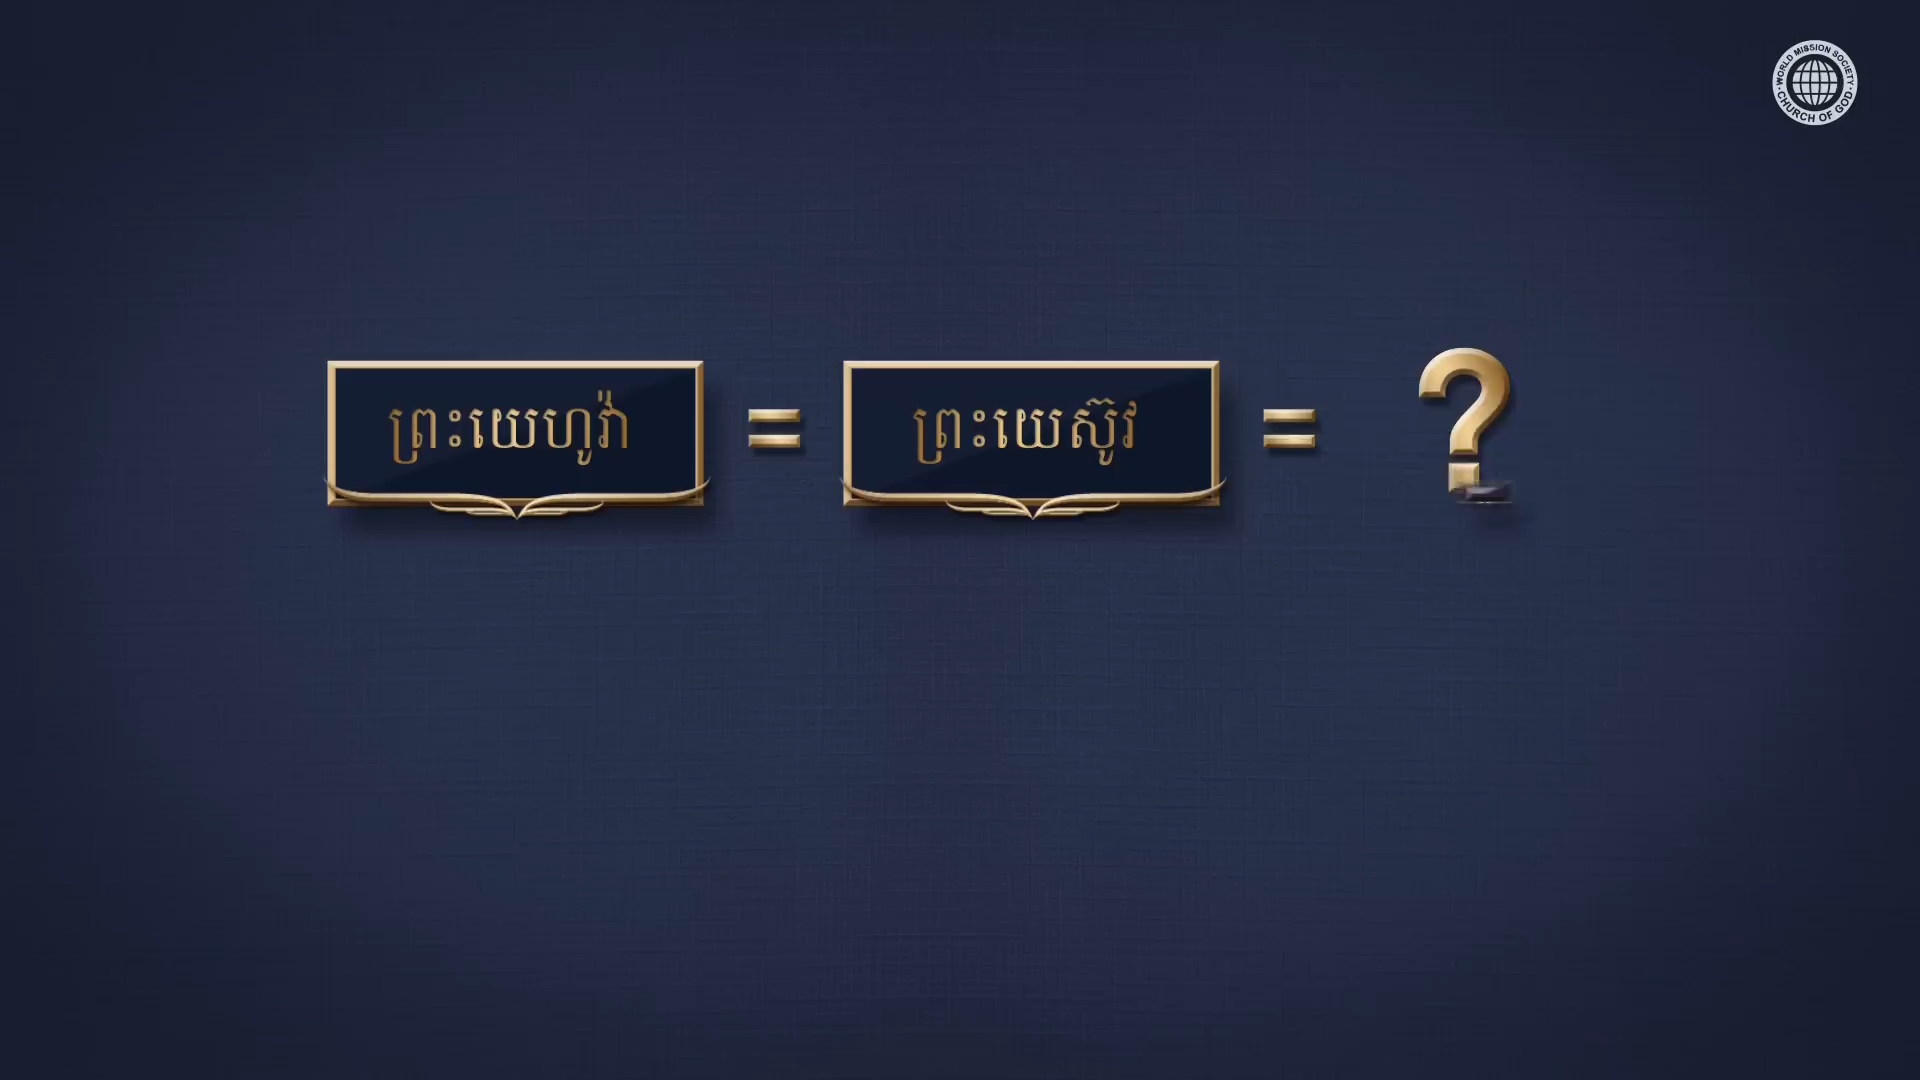 WORLD MISSION SOCIETY CHURCH OF GOD
ព្រះយេហូវ៉ា = ព្រះយេស៊ូវ = ?